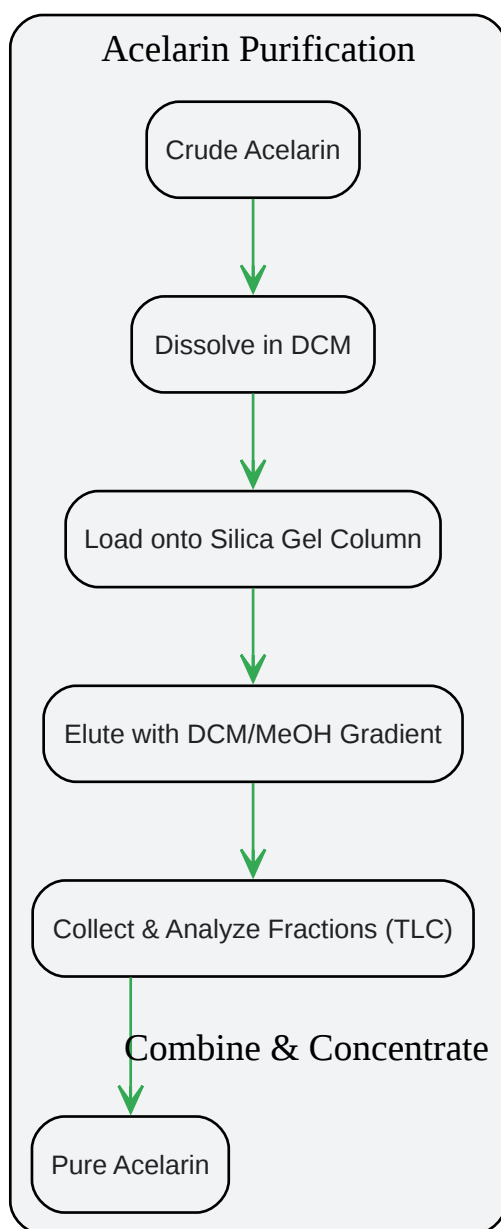 Acelarin Purification
Crude Acelarin
Dissolve in DCM
Load onto Silica Gel Column
Elute with DCM/MeOH Gradient
Collect & Analyze Fractions (TLC)
Combine & Concentrate
Pure Acelarin